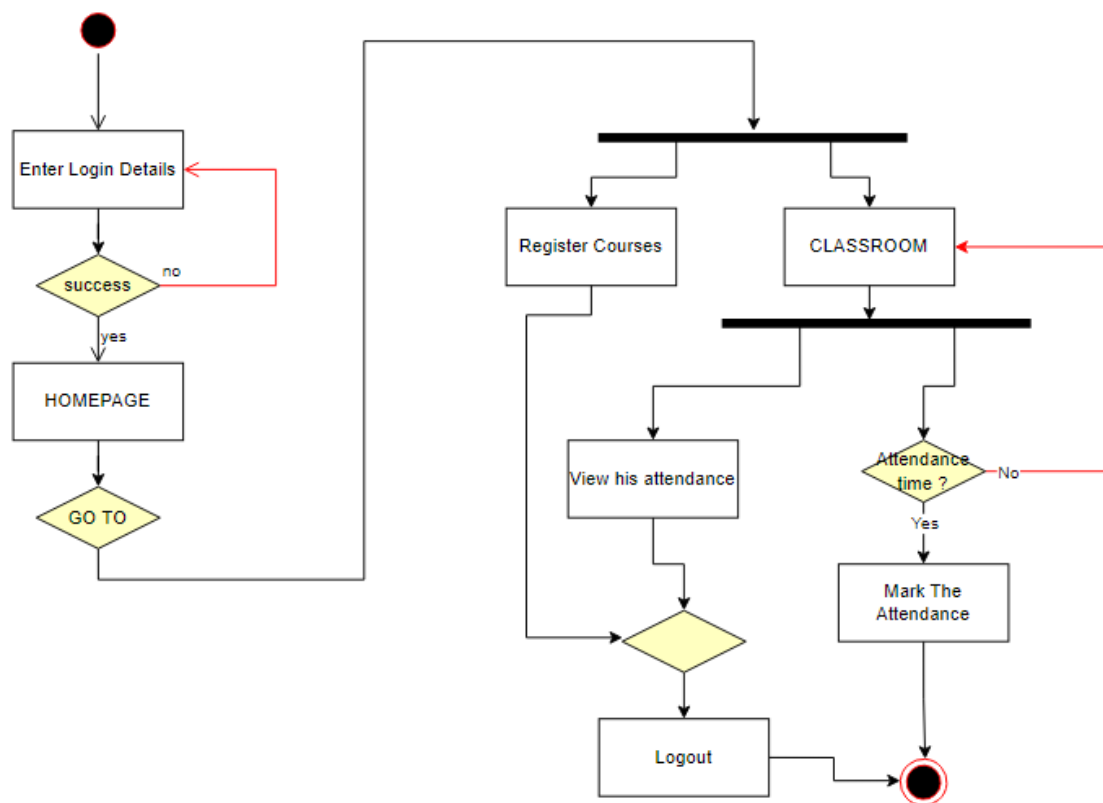 Enter Login Details
success
no
yes
HOMEPAGE
GO TO
Register Courses
CLASSROOM
View his attendance
Attendance
time ?
No
Yes
Mark The
Attendance
Logout